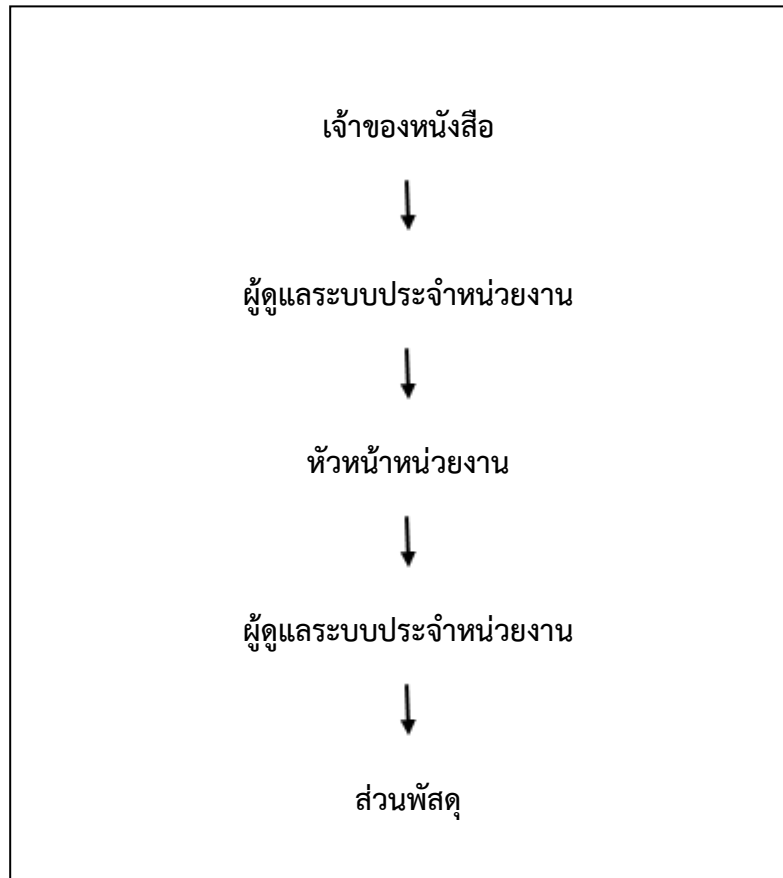 เจ้าของหนังสือ
ผู้ดูแลระบบประจำหน่วยงาน
หัวหน้าหน่วยงาน
ผู้ดูแลระบบประจำหน่วยงาน
ส่วนพัสดุ